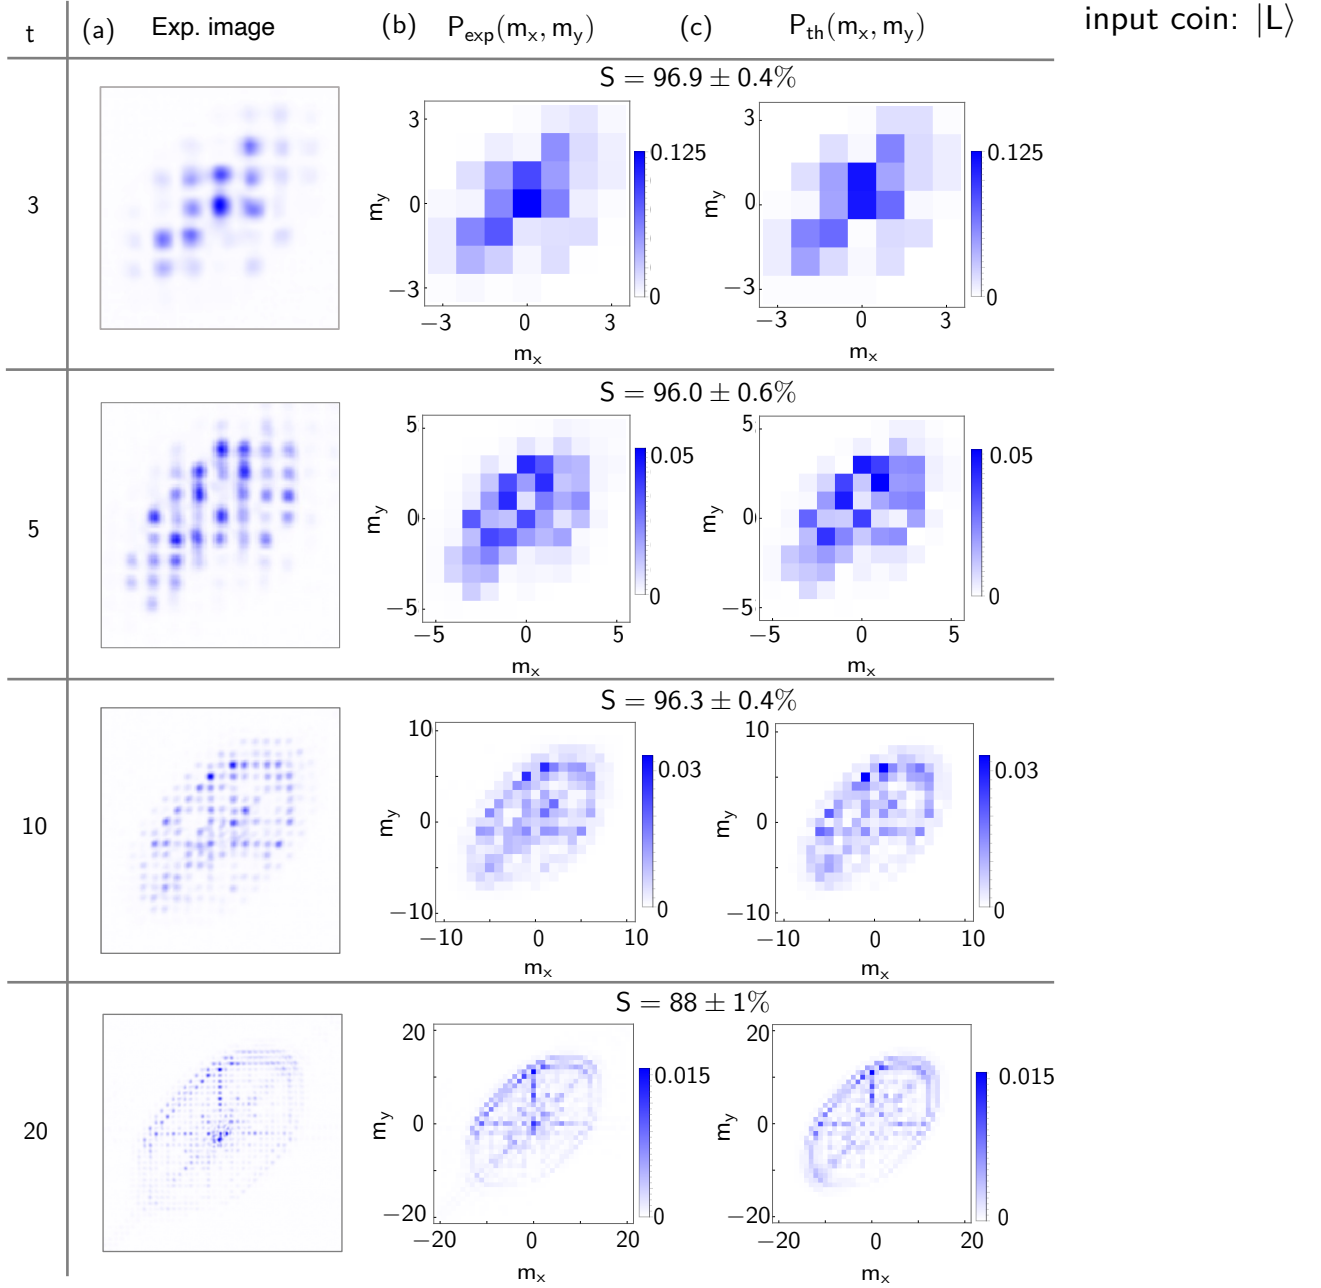 t (a) Exp. image (b) P_exp(m_x, m_y) (c) P_th(m_x, m_y) input coin: |L⟩
S = 96.9 ± 0.4%
3
3 0 −3
m_y
−3 0 3
m_x
0.125
0
3 0 −3
m_y
−3 0 3
m_x
0.125
0
S = 96.0 ± 0.6%
5
5 0 −5
m_y
−5 0 5
m_x
0.05
0
5 0 −5
m_y
−5 0 5
m_x
0.05
0
S = 96.3 ± 0.4%
10
10 0 −10
m_y
−10 0 10
m_x
0.03
0
10 0 −10
m_y
−10 0 10
m_x
0.03
0
S = 88 ± 1%
20
20 0 −20
m_y
−20 0 20
m_x
0.015
0
20 0 −20
m_y
−20 0 20
m_x
0.015
0